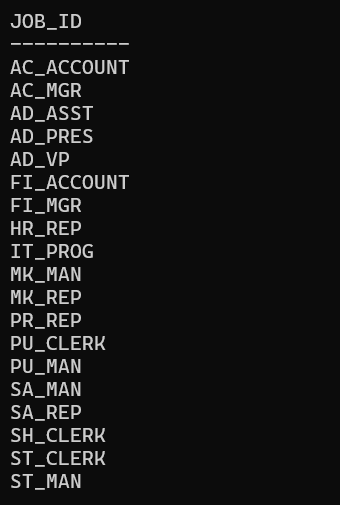 JOB_ID
----------
AC_ACCOUNT
AC_MGR
AD_ASST
AD_PRES
AD_VP
FI_ACCOUNT
FI_MGR
HR_REP
IT_PROG
MK_MAN
MK_REP
PR_REP
PU_CLERK
PU_MAN
SA_MAN
SA_REP
SH_CLERK
ST_CLERK
ST_MAN